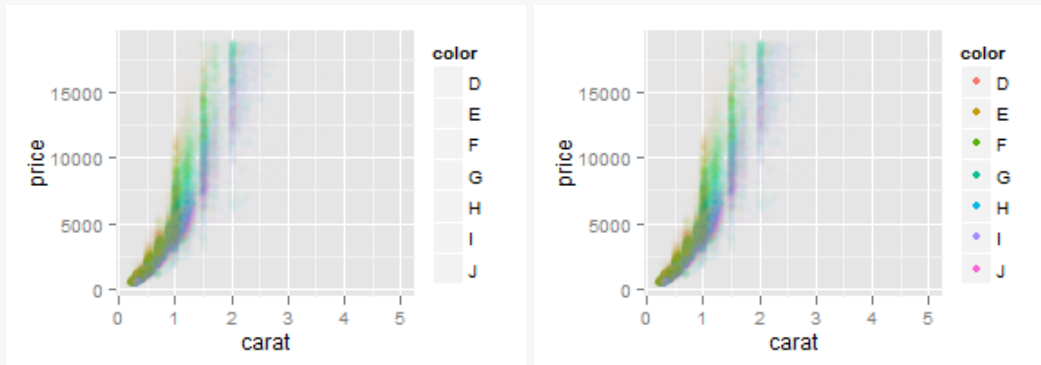 color
D
E
F
G
H
I
J
15000
10000
5000
0
price
0 1 2 3 4 5
carat
color
D
E
F
G
H
I
J
15000
10000
5000
0
price
0 1 2 3 4 5
carat